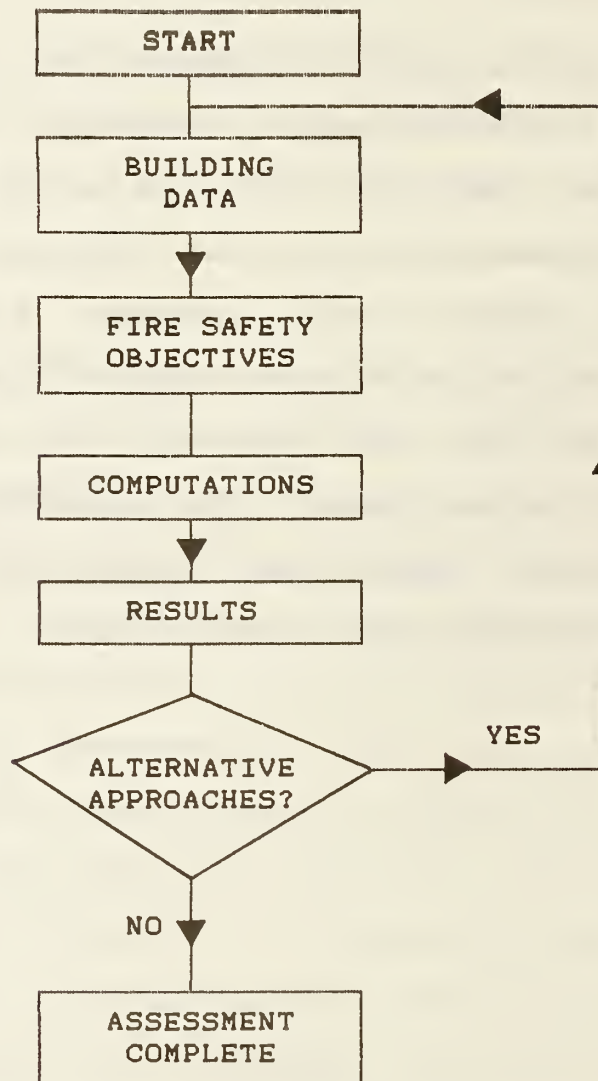 START
BUILDING
DATA
FIRE SAFETY
OBJECTIVES
COMPUTATIONS
RESULTS
ALTERNATIVE
APPROACHES?
YES
NO
ASSESSMENT
COMPLETE